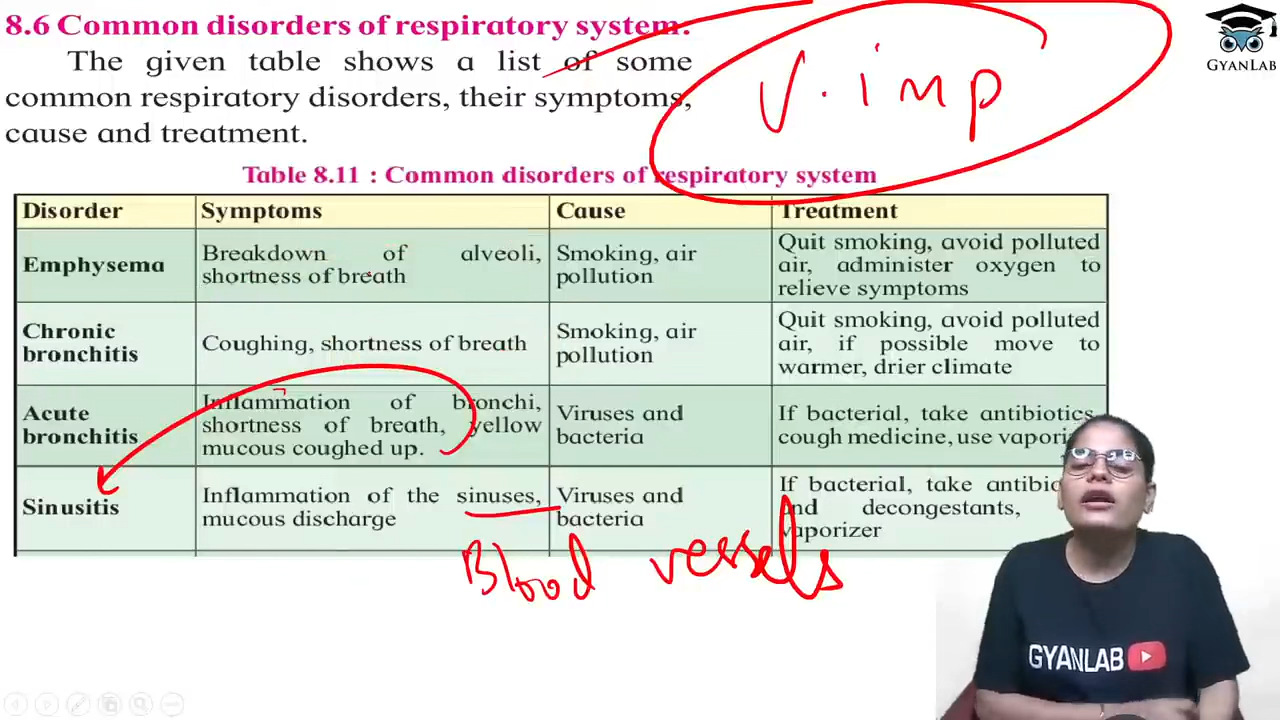 8.6 Common disorders of respiratory system.
The given table shows a list of some
common respiratory disorders, their symptoms,
cause and treatment.
V. imp
GYANLAB
Table 8.11 : Common disorders of respiratory system
Disorder Symptoms Cause Treatment
Emphysema
Breakdown of alveoli,
shortness of breath
Smoking, air
pollution
Quit smoking, avoid polluted
air, administer oxygen to
relieve symptoms
Chronic
bronchitis
Coughing, shortness of breath
Smoking, air
pollution
Quit smoking, avoid polluted
air, if possible move to
warmer, drier climate
Acute
bronchitis
Inflammation of bronchi,
shortness of breath, yellow
mucous coughed up.
Viruses and
bacteria
If bacterial, take antibiotics
cough medicine, use
Sinusitis
Inflammation of the sinuses,
mucous discharge
Viruses and
bacteria
If bacterial, take
and decongestants,
vaporizer
Blood vessels
GYANLAB